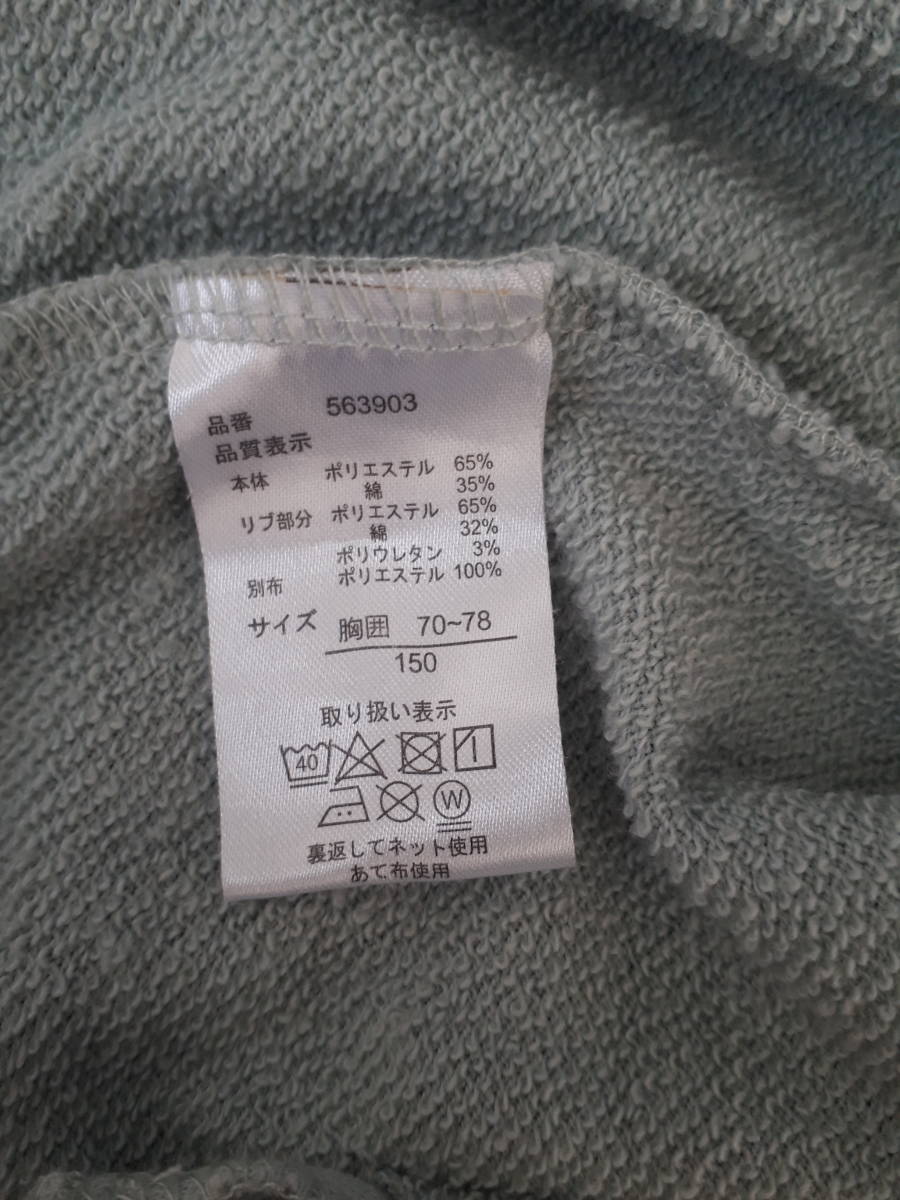 品番 563903
品質表示
本体 ポリエステル 65%
綿 35%
リブ部分 ポリエステル 65%
綿 32%
ポリウレタン 3%
別布 ポリエステル 100%
サイズ 胸囲 70~78
150
取り扱い表示
40
W
裏返してネット使用
あて布使用